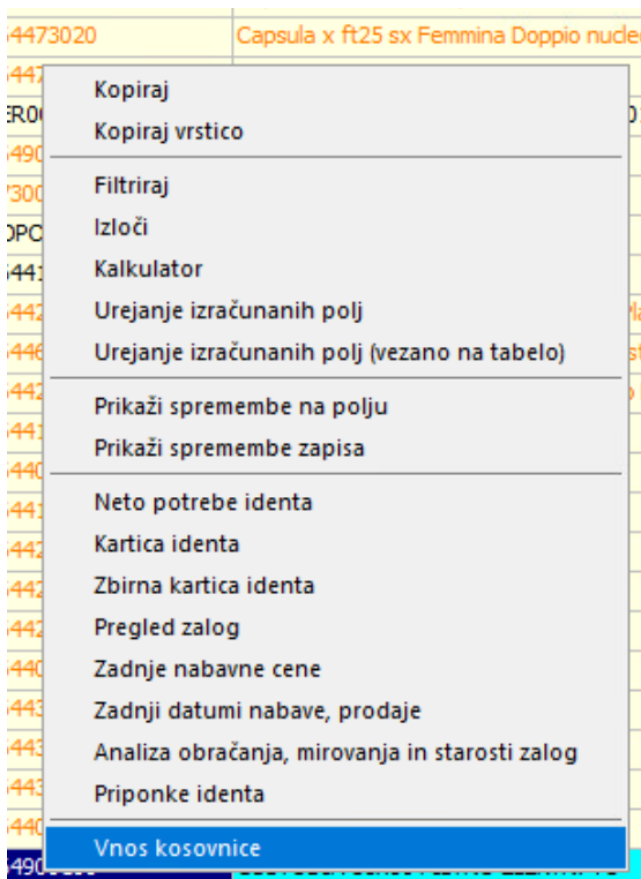 54473020 Capsula x ft25 sx Femmina Doppio nucle
Kopiraj
Kopiraj vrstico
Filtriraj
Izloči
Kalkulator
Urejanje izračunanih polj
Urejanje izračunanih polj (vezano na tabelo)
Prikaži spremembe na polju
Prikaži spremembe zapisa
Neto potrebe identa
Kartica identa
Zbirna kartica identa
Pregled zalog
Zadnje nabavne cene
Zadnji datumi nabave, prodaje
Analiza obračanja, mirovanja in starosti zalog
Priponke identa
Vnos kosovnice